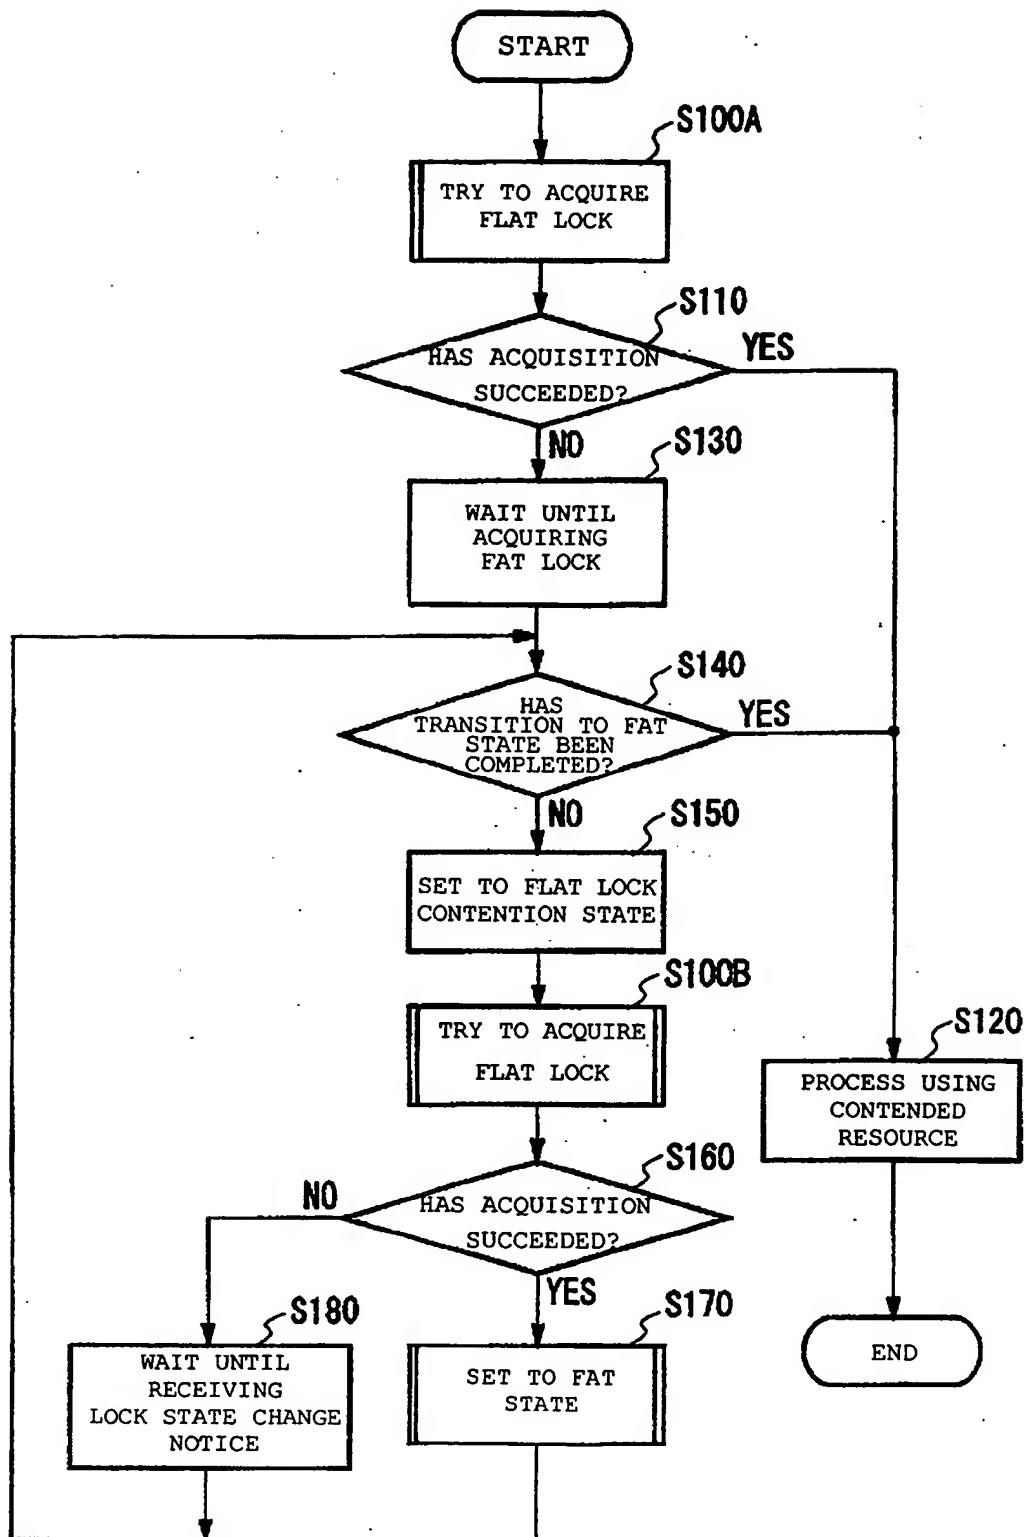 START
S100A
TRY TO ACQUIRE
FLAT LOCK
S110
HAS ACQUISITION
SUCCEEDED?
YES
NO
S130
WAIT UNTIL
ACQUIRING
FAT LOCK
S140
HAS
TRANSITION TO FAT
STATE BEEN
COMPLETED?
YES
NO
S150
SET TO FLAT LOCK
CONTENTION STATE
S100B
TRY TO ACQUIRE
FLAT LOCK
S120
PROCESS USING
CONTENDED
RESOURCE
S160
HAS ACQUISITION
SUCCEEDED?
NO
YES
S180
WAIT UNTIL
RECEIVING
LOCK STATE CHANGE
NOTICE
S170
SET TO FAT
STATE
END